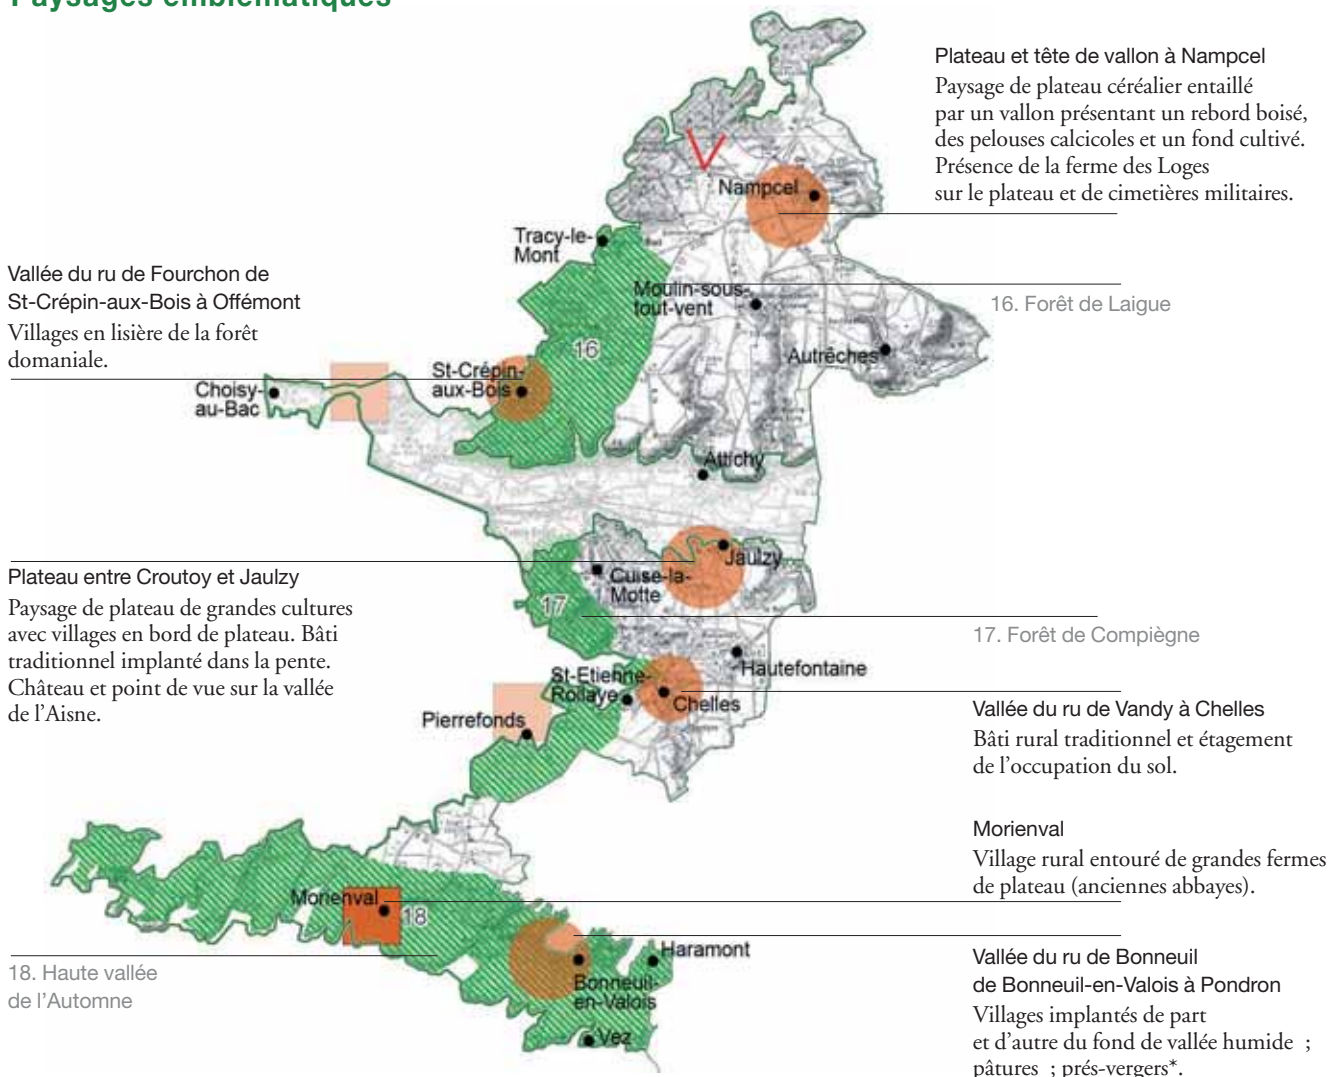 Paysages emblématiques
Plateau et tête de vallon à Nampcel
Paysage de plateau céréalier entaillé
par un vallon présentant un rebord boisé,
des pelouses calcicoles et un fond cultivé.
Présence de la ferme des Loges
sur le plateau et de cimetières militaires.
Nampcel
Tracy-le-
Mont
Vallée du ru de Fourchon de
St-Crépin-aux-Bois à Offémont
Villages en lisière de la forêt
domaniale.
Moulin-sous-
tout-vent
16. Forêt de Laigue
16
Autrêches
St-Crépin-
aux-Bois
Choisy-
au-Bac
Attichy
Jaulzy
Plateau entre Croutoy et Jaulzy
Paysage de plateau de grandes cultures
avec villages en bord de plateau. Bâti
traditionnel implanté dans la pente.
Château et point de vue sur la vallée
de l'Aisne.
Cuise-la-
Motte
17
17. Forêt de Compiègne
Hautefontaine
St-Etienne-
Roilaye
Chelles
Pierrefonds
Vallée du ru de Vandy à Chelles
Bâti rural traditionnel et étagement
de l'occupation du sol.
Morienval
Village rural entouré de grandes fermes
de plateau (anciennes abbayes).
Morienval
18
18. Haute vallée
de l'Automne
Haramont
Bonneuil-
en-Valois
Vez
Vallée du ru de Bonneuil
de Bonneuil-en-Valois à Pondron
Villages implantés de part
et d'autre du fond de vallée humide ;
pâtures ; prés-vergers*.